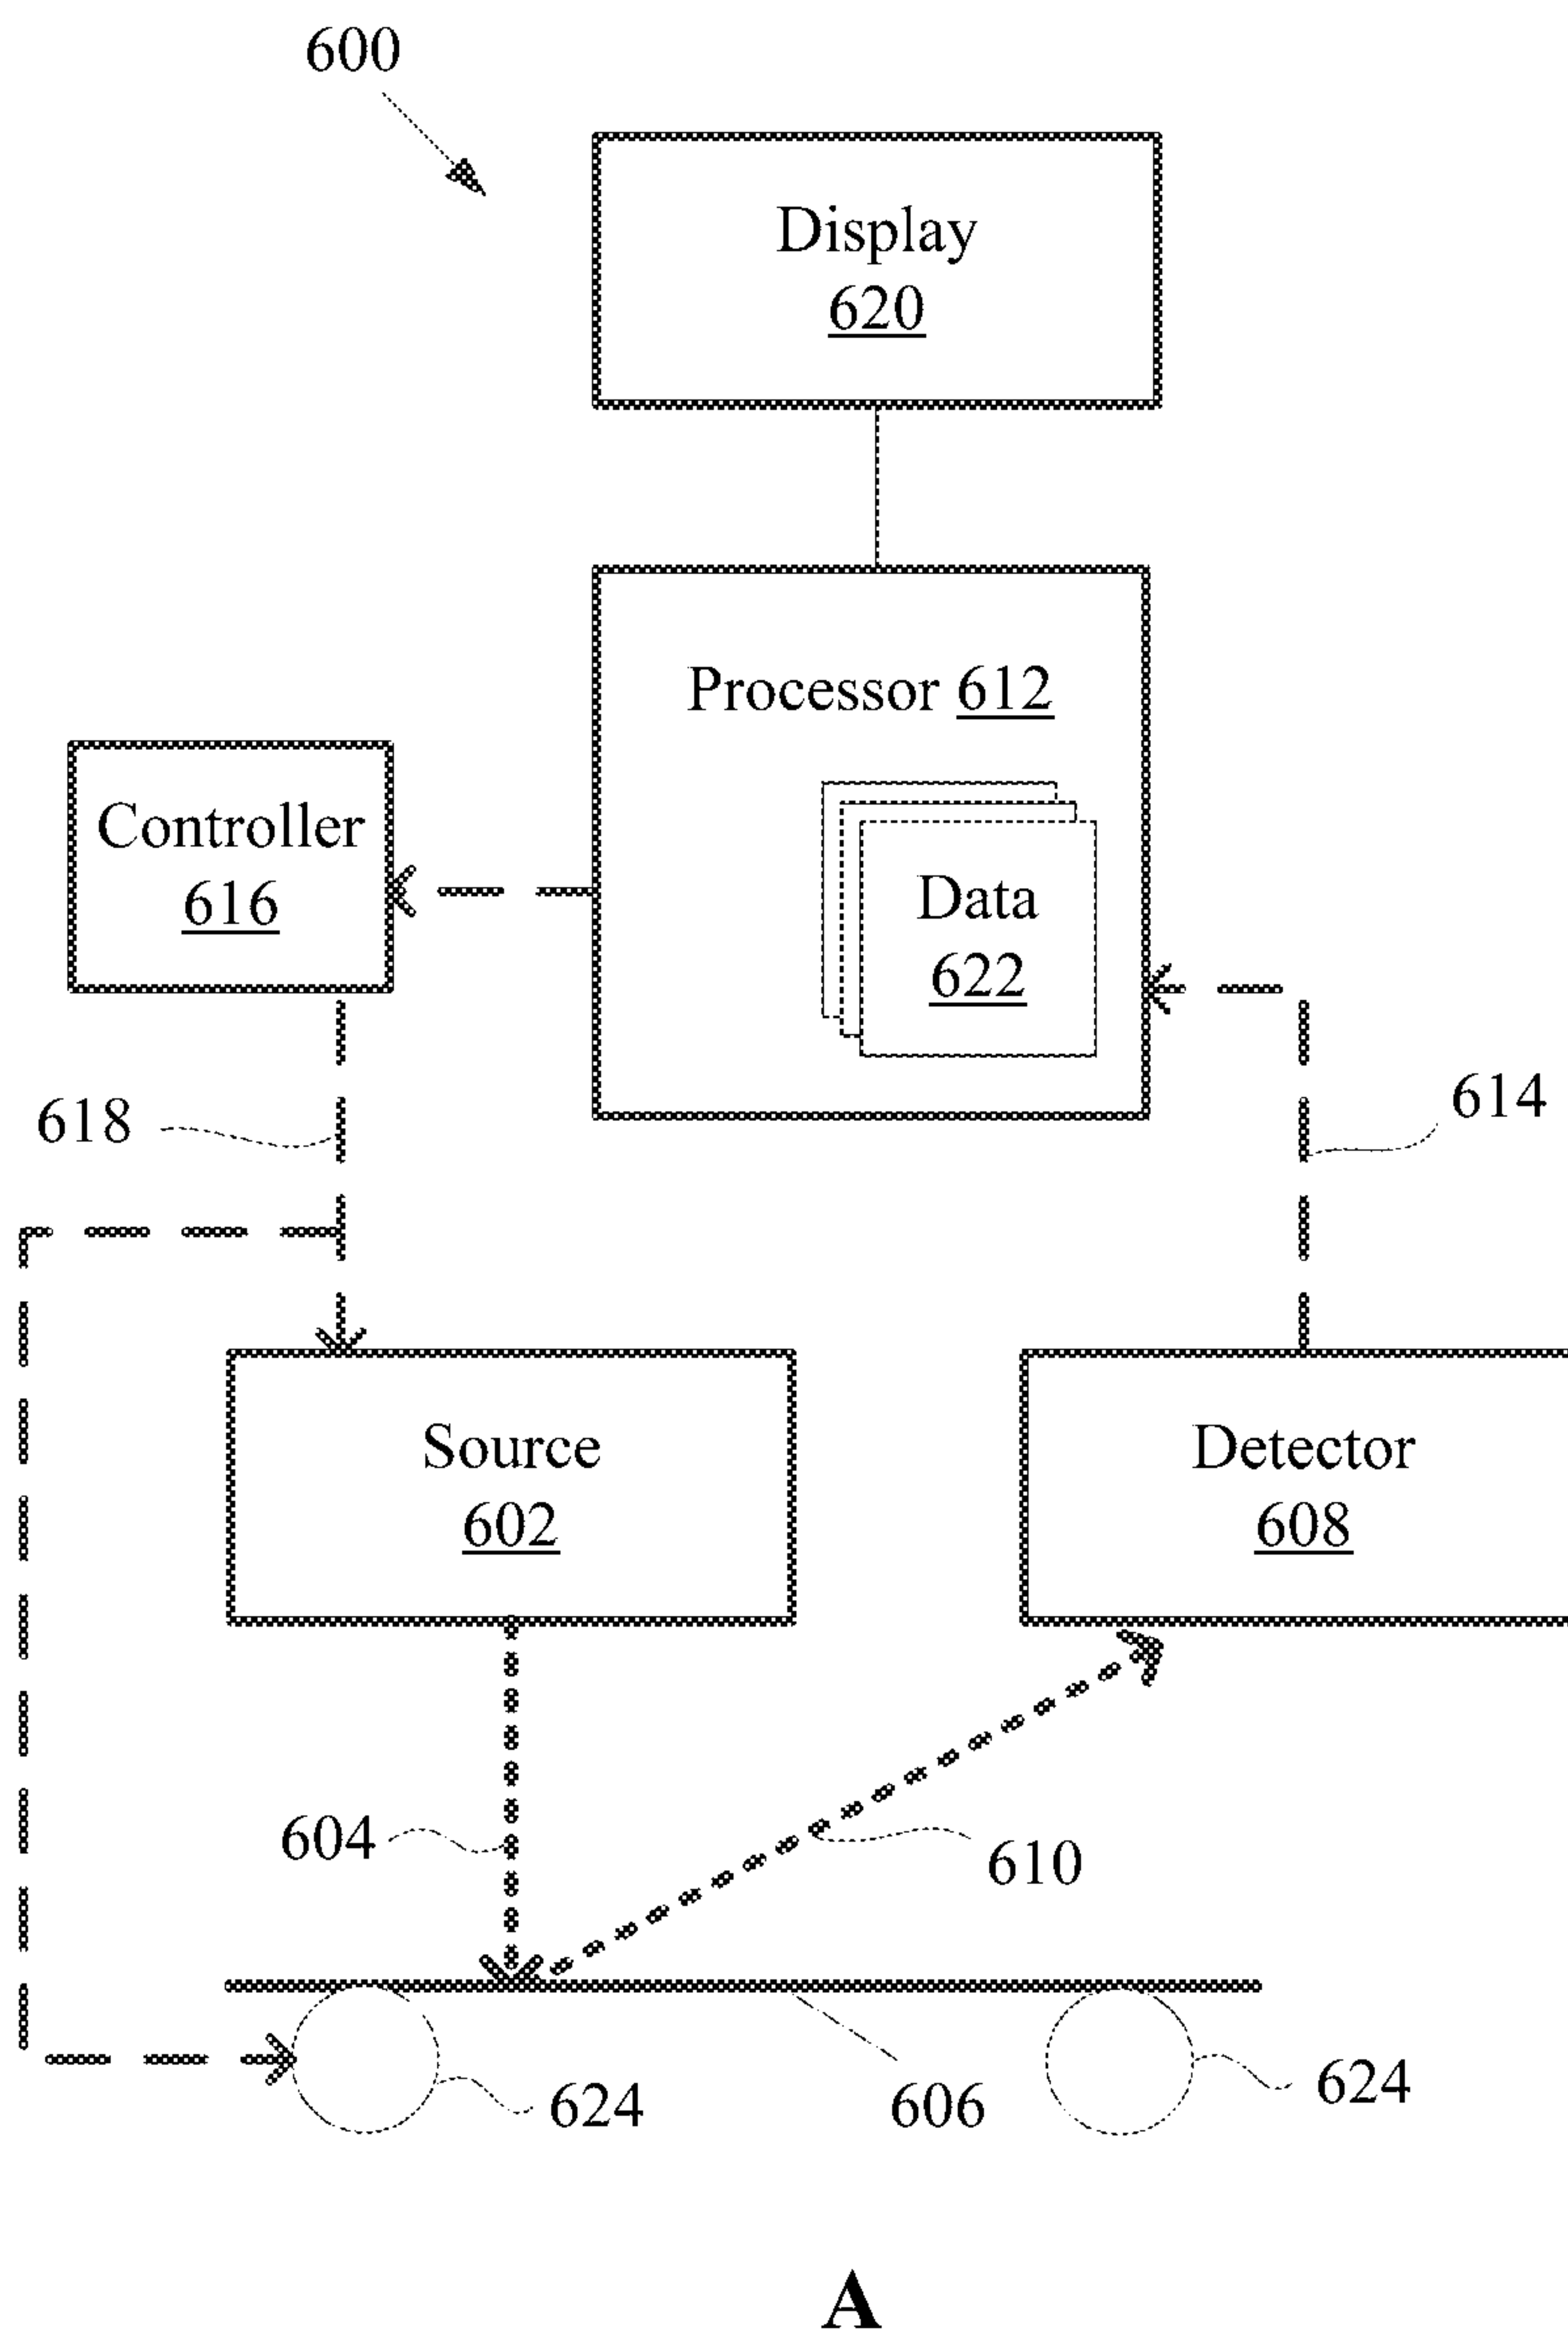 600
Display
620
Processor 612
Controller
616
Data
622
618
614
Source
602
Detector
608
604
610
624
606
624
A